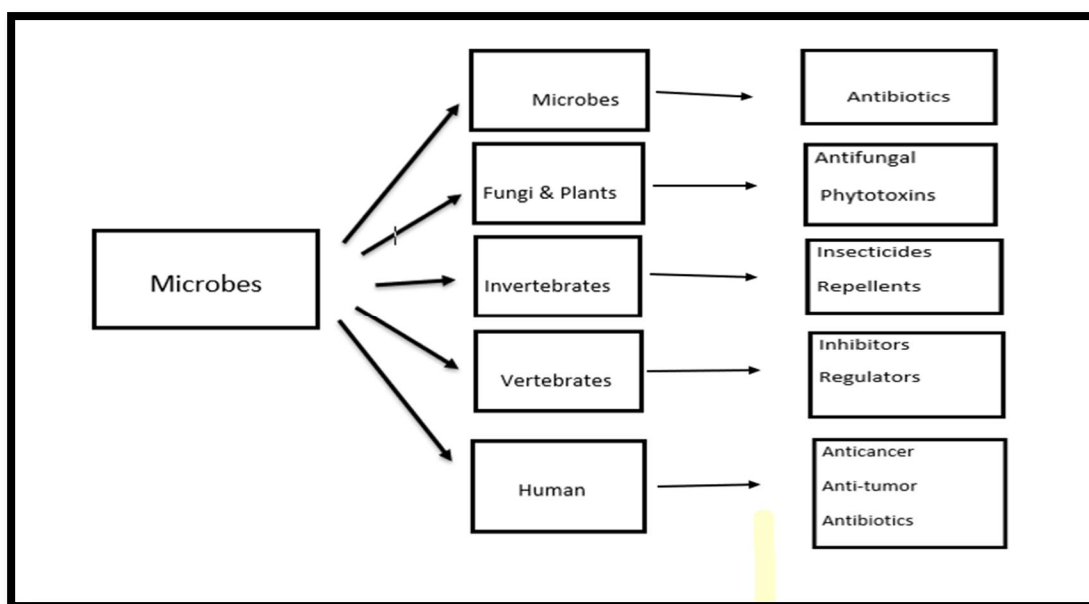 Microbes
Microbes
Antibiotics
Fungi & Plants
Antifungal
Phytotoxins
Invertebrates
Insecticides
Repellents
Vertebrates
Inhibitors
Regulators
Human
Anticancer
Anti-tumor
Antibiotics